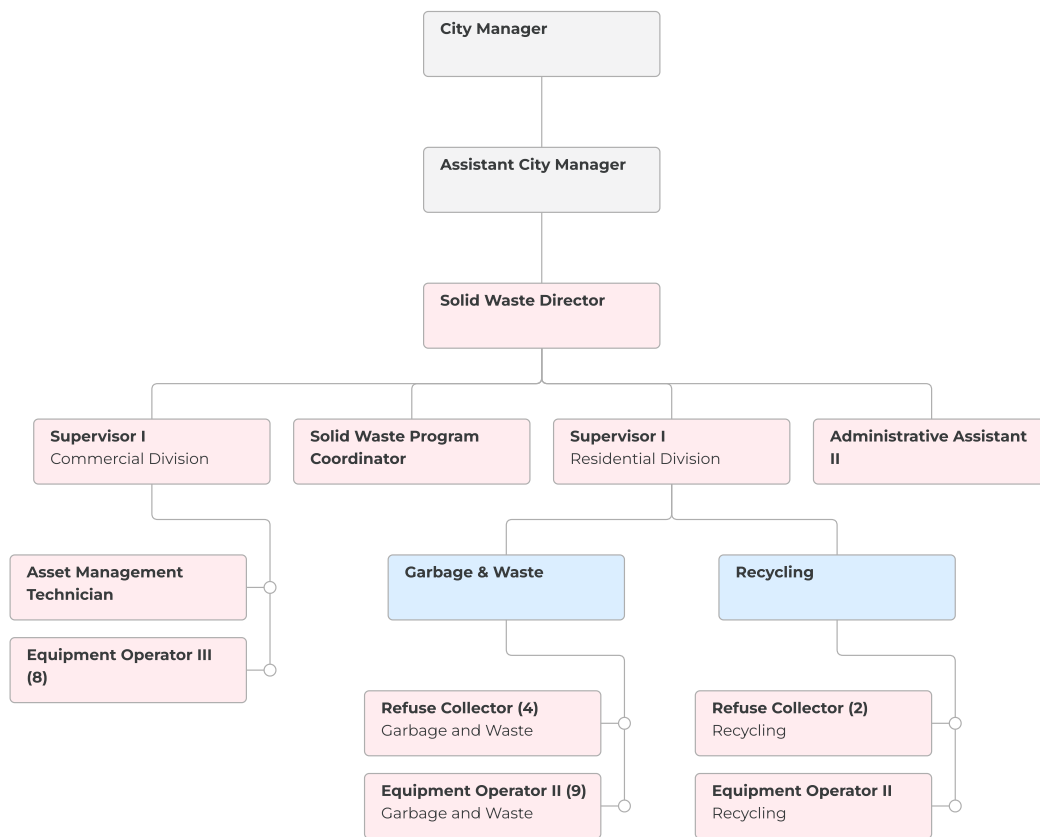 City Manager
Assistant City Manager
Solid Waste Director
Supervisor I
Commercial Division
Solid Waste Program
Coordinator
Supervisor I
Residential Division
Administrative Assistant
II
Asset Management
Technician
Equipment Operator III
(8)
Garbage & Waste
Recycling
Refuse Collector (4)
Garbage and Waste
Equipment Operator II (9)
Garbage and Waste
Refuse Collector (2)
Recycling
Equipment Operator II
Recycling